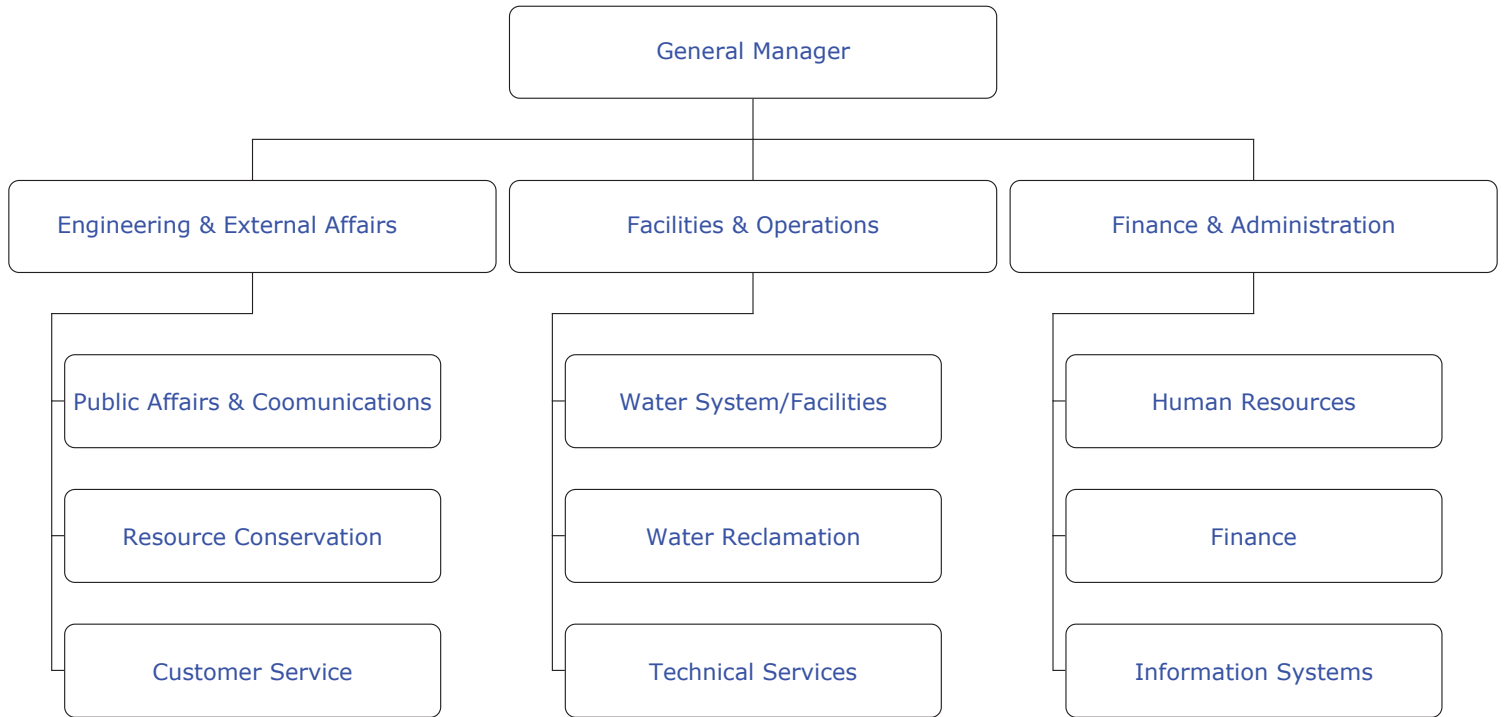 General Manager
Engineering & External Affairs
Facilities & Operations
Finance & Administration
Public Affairs & Coomunications
Water System/Facilities
Human Resources
Resource Conservation
Water Reclamation
Finance
Customer Service
Technical Services
Information Systems